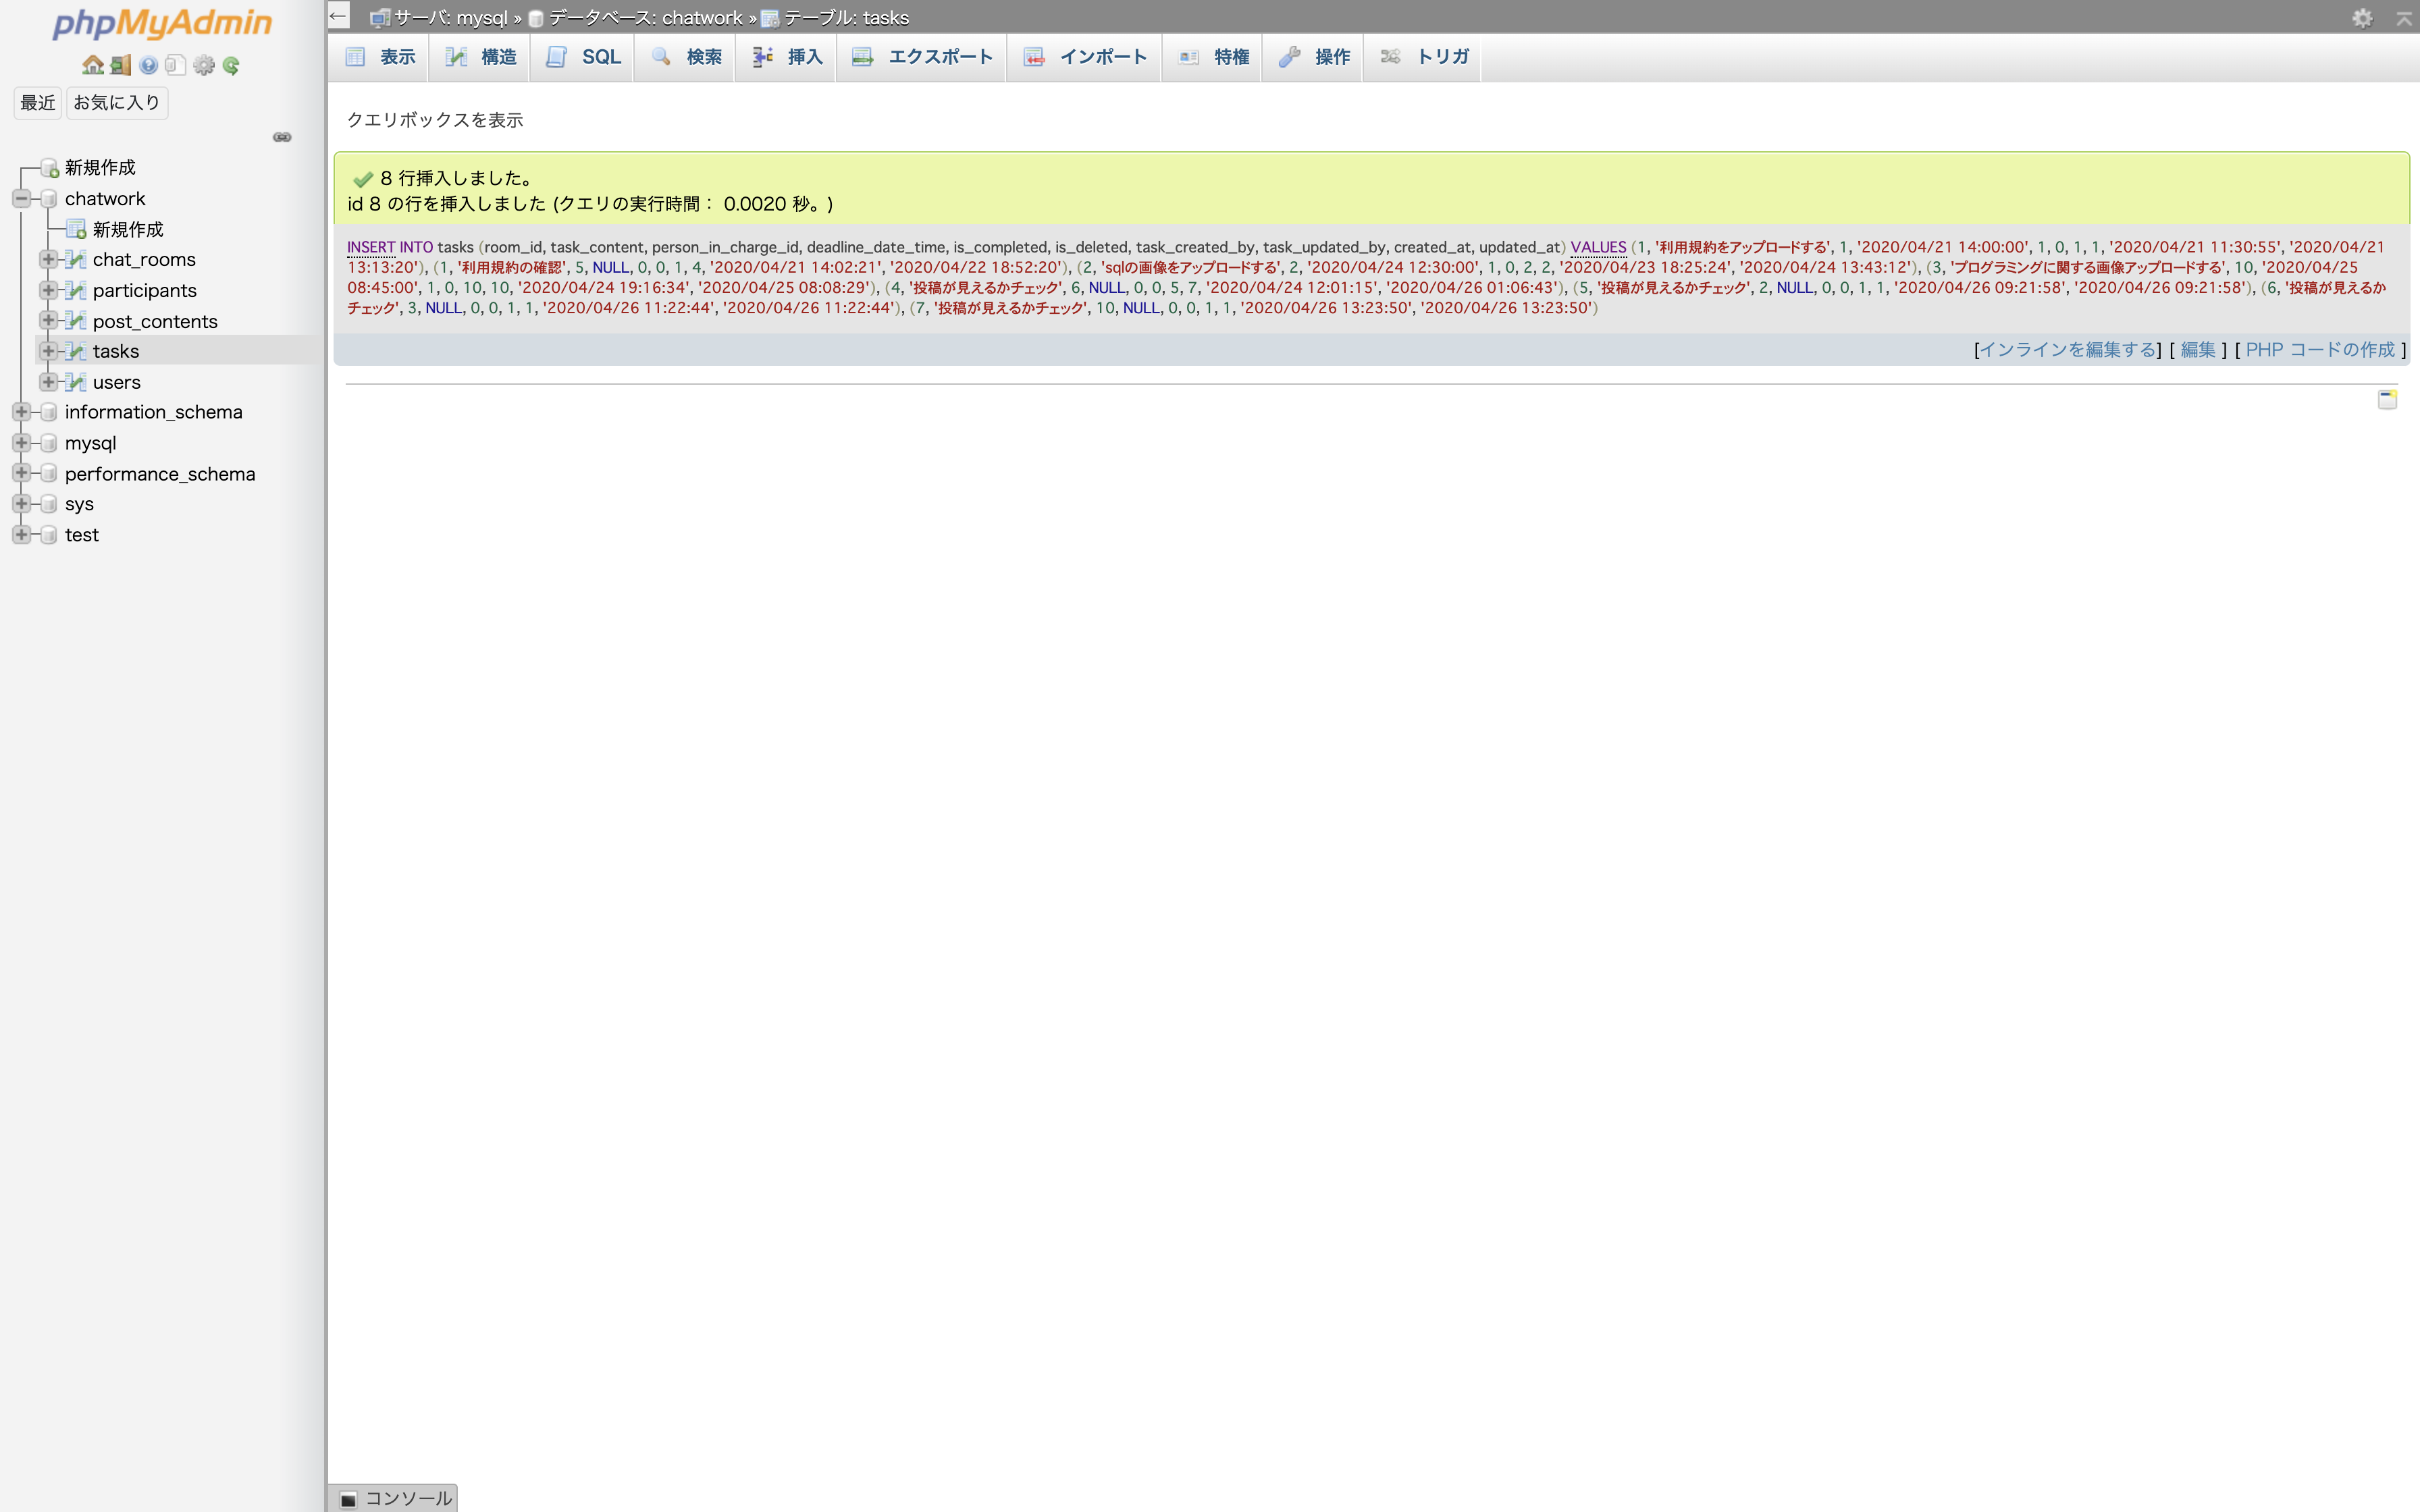 phpMyAdmin
最近 お気に入り
新規作成
chatwork
新規作成
chat_rooms
participants
post_contents
tasks
users
information_schema
mysql
performance_schema
sys
test
← サーバ: mysql » データベース: chatwork » テーブル: tasks
表示 構造 SQL 検索 挿入 エクスポート インポート 特権 操作 トリガ
クエリボックスを表示
8 行挿入しました。
id 8 の行を挿入しました (クエリの実行時間： 0.0020 秒。)
INSERT INTO tasks (room_id, task_content, person_in_charge_id, deadline_date_time, is_completed, is_deleted, task_created_by, task_updated_by, created_at, updated_at) VALUES (1, '利用規約をアップロードする', 1, '2020/04/21 14:00:00', 1, 0, 1, 1, '2020/04/21 11:30:55', '2020/04/21
13:13:20'), (1, '利用規約の確認', 5, NULL, 0, 0, 1, 4, '2020/04/21 14:02:21', '2020/04/22 18:52:20'), (2, 'sqlの画像をアップロードする', 2, '2020/04/24 12:30:00', 1, 0, 2, 2, '2020/04/23 18:25:24', '2020/04/24 13:43:12'), (3, 'プログラミングに関する画像アップロードする', 10, '2020/04/25
08:45:00', 1, 0, 10, 10, '2020/04/24 19:16:34', '2020/04/25 08:08:29'), (4, '投稿が見えるかチェック', 6, NULL, 0, 0, 5, 7, '2020/04/24 12:01:15', '2020/04/26 01:06:43'), (5, '投稿が見えるかチェック', 2, NULL, 0, 0, 1, 1, '2020/04/26 09:21:58', '2020/04/26 09:21:58'), (6, '投稿が見えるか
チェック', 3, NULL, 0, 0, 1, 1, '2020/04/26 11:22:44', '2020/04/26 11:22:44'), (7, '投稿が見えるかチェック', 10, NULL, 0, 0, 1, 1, '2020/04/26 13:23:50', '2020/04/26 13:23:50')
[インラインを編集する] [ 編集 ] [ PHP コードの作成 ]
コンソール